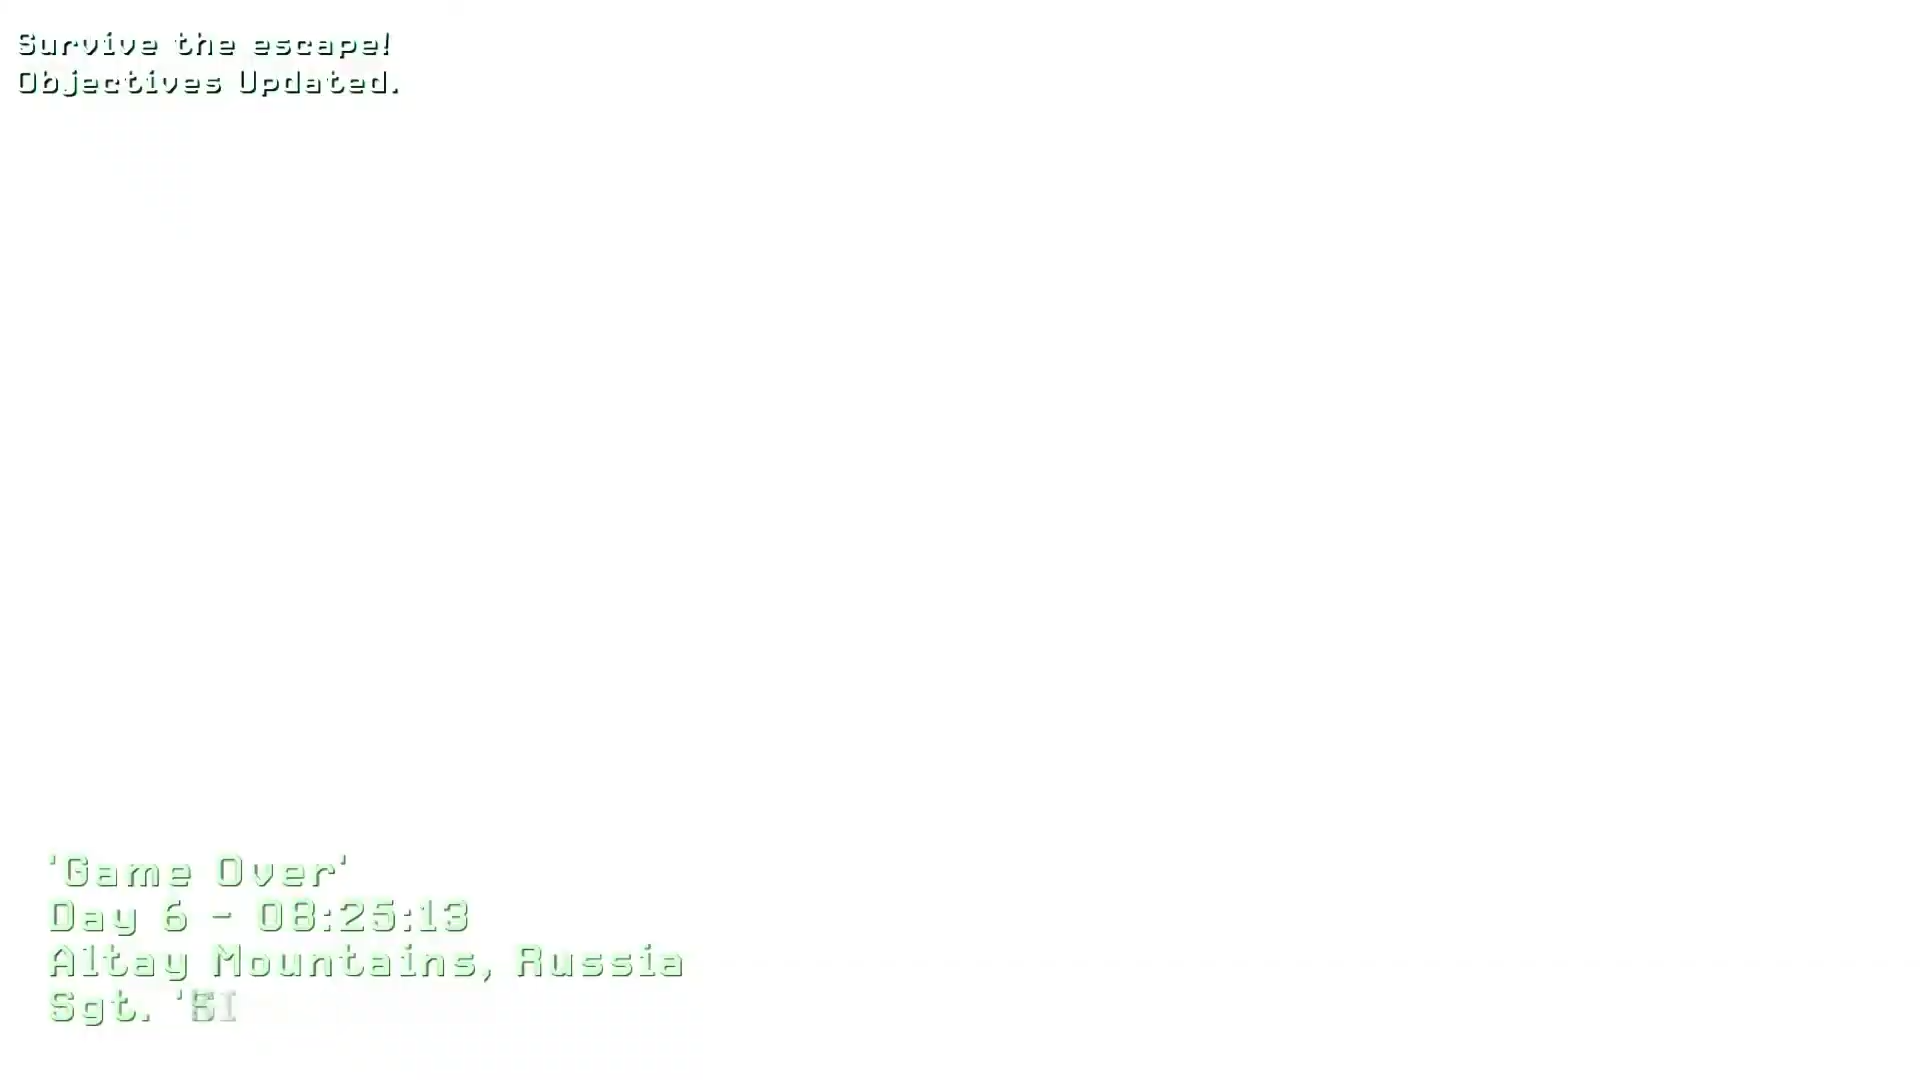 Survive the escape!
Objectives Updated.
'Game Over'
Day 6 - 08:25:13
Altay Mountains, Russia
Sgt. '